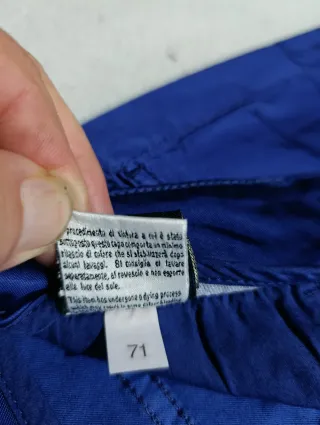 procedimento di tintura a cui è stato
sottoposto questo capo comporta un minimo
rilascio di colore che si stabilizzerà dopo
alcuni lavaggi. Si consiglia di lavare
separatamente, al rovescio e non esporre
alla luce del sole.
This item has undergone a dying process
which
71